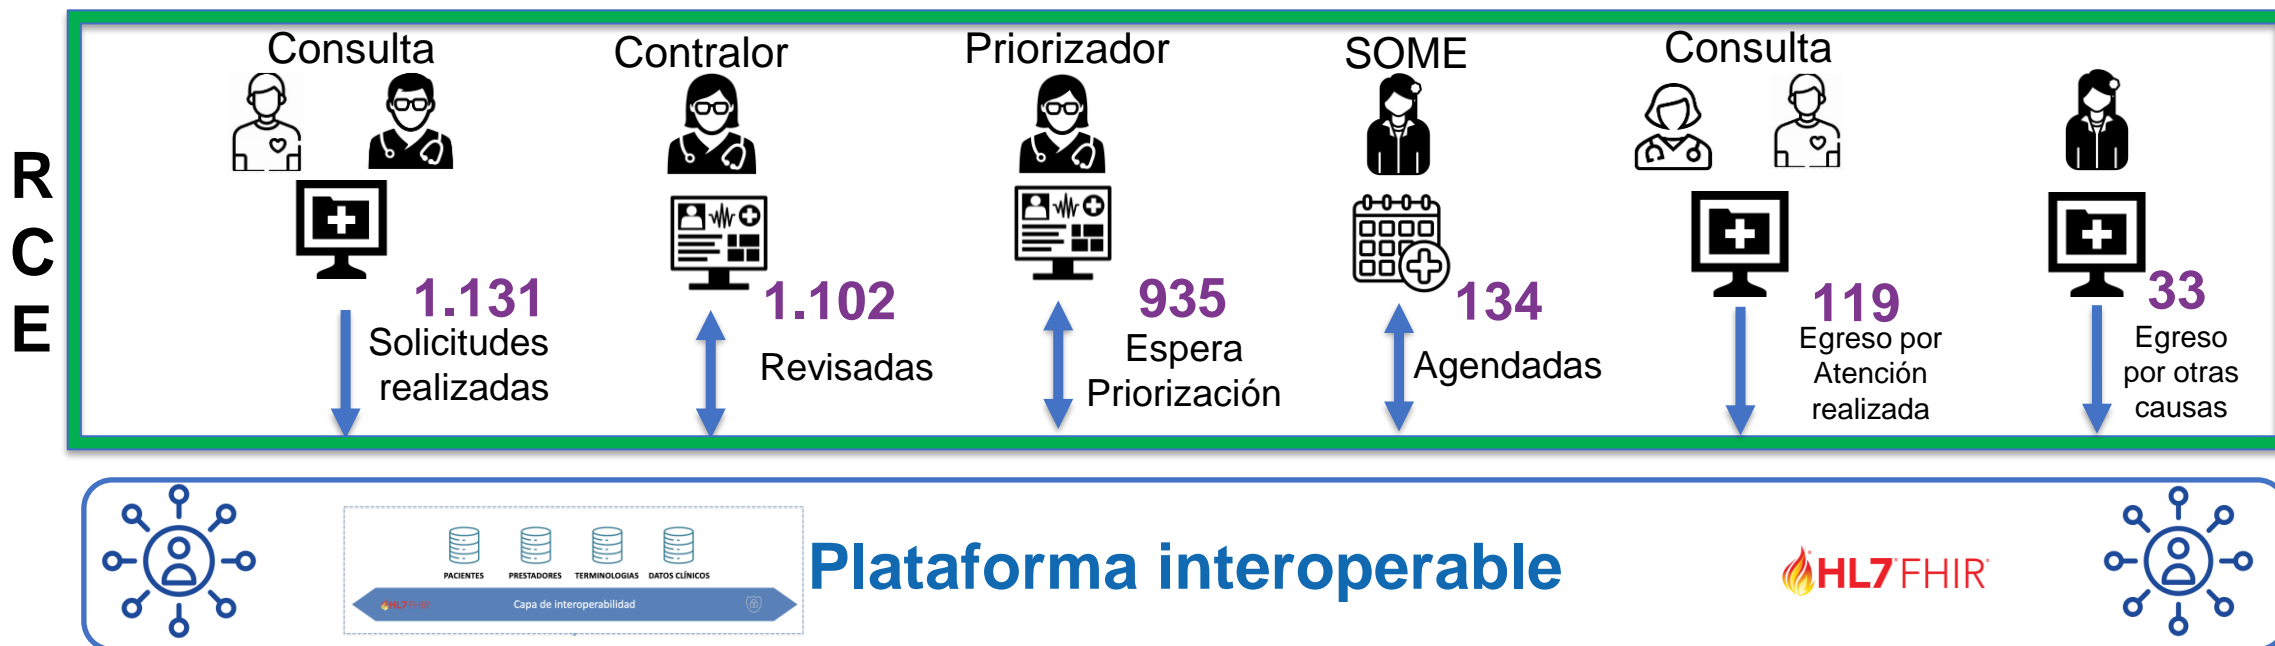 R
C
E
Consulta
Contralor
Priorizador
SOME
Consulta
1.131
Solicitudes
realizadas
1.102
Revisadas
935
Espera
Priorización
134
Agendadas
119
Egreso por
Atención
realizada
33
Egreso
por otras
causas
PACIENTES
PRESTADORES
TERMINOLOGIAS
DATOS CLÍNICOS
HL7 FHIR
Capa de interoperabilidad
Plataforma interoperable
HL7 FHIR